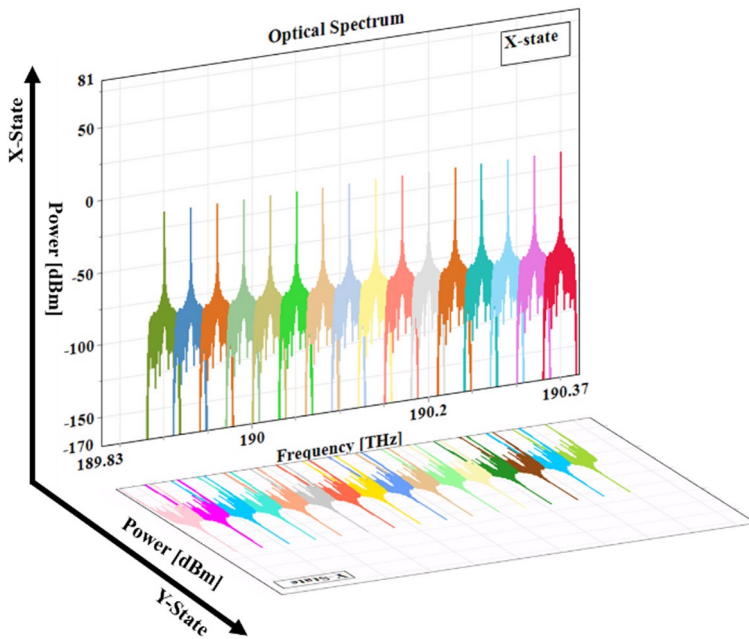 Optical Spectrum
X-state
81
50
0
-50
-100
-150
-170
Power [dBm]
X-State
189.83
190
190.2
190.37
Frequency [THz]
Power [dBm]
Y-State
Y-State